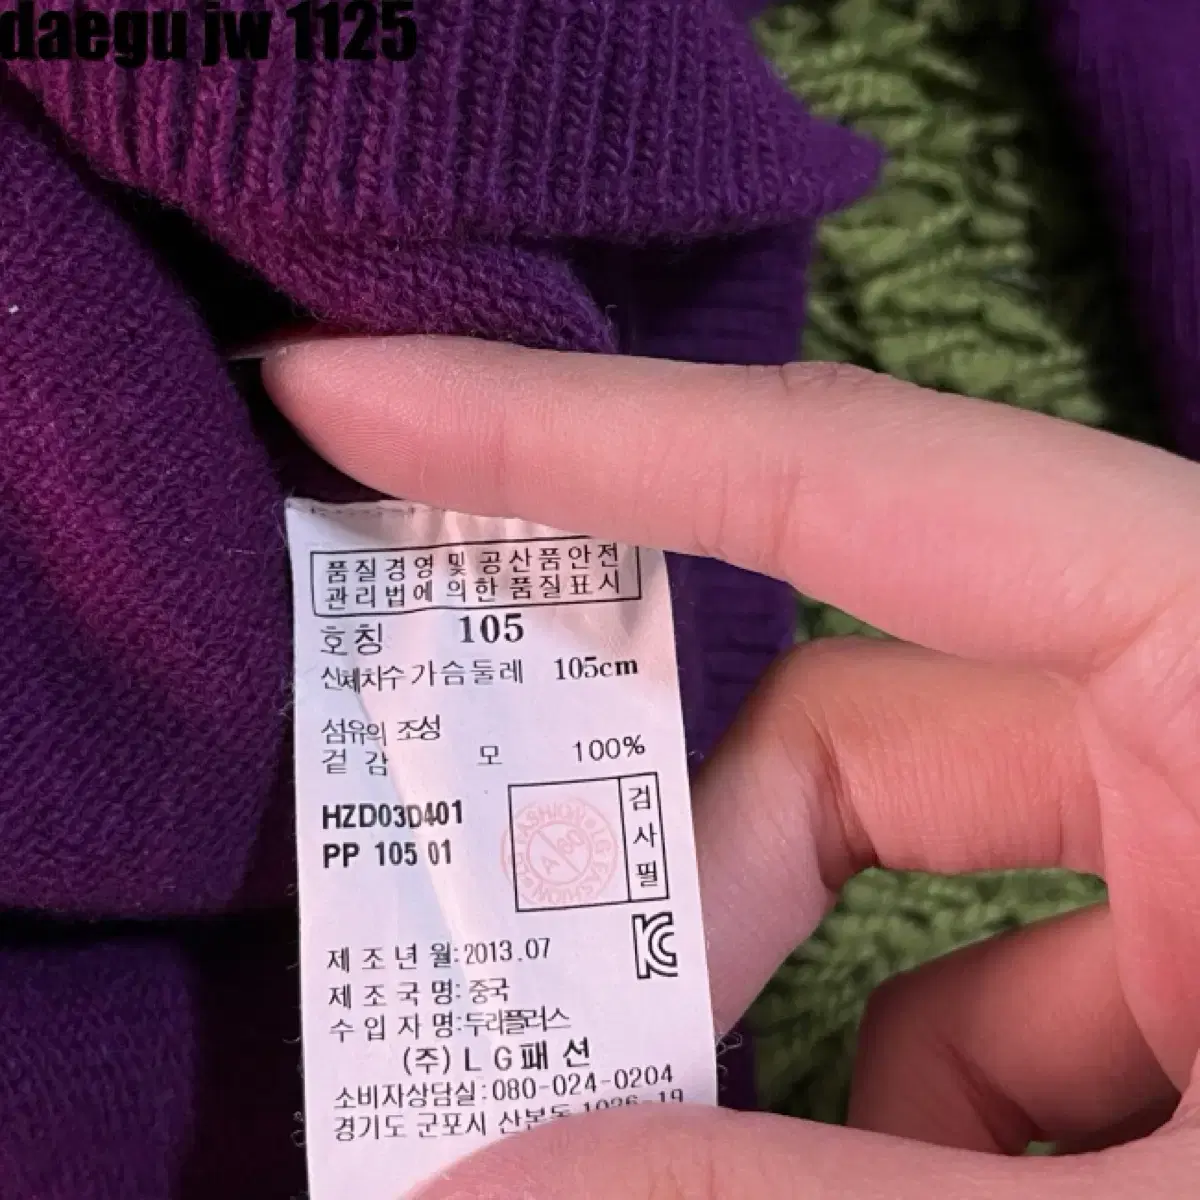 daegu jw 1125
품질경영 및 공산품안전
관리법에 의한 품질표시
호칭 105
신체치수 가슴둘레 105cm
섬유의 조성
겉감 모 100%
HZD03D401
PP 105 01
검사필
제조년월:2013.07
제조국명:중국
수입자명:두리플러스
(주)LG패션
소비자상담실:080-024-0204
경기도 군포시 산본동 1026-19